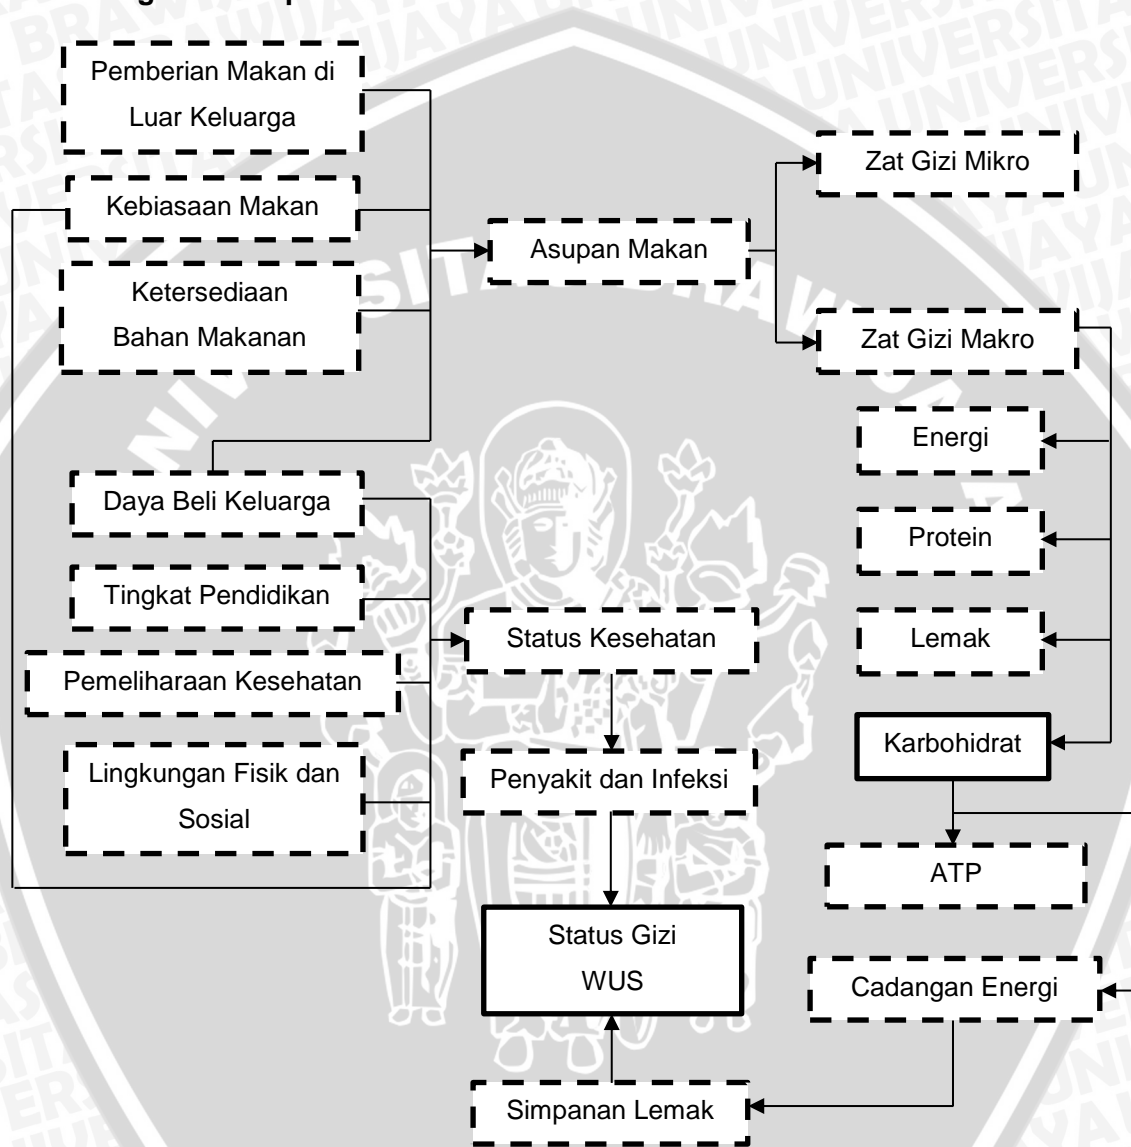 Pemberian Makan di
Luar Keluarga
Kebiasaan Makan
Ketersediaan
Bahan Makanan
Asupan Makan
Zat Gizi Mikro
Zat Gizi Makro
Energi
Protein
Lemak
Karbohidrat
ATP
Cadangan Energi
Daya Beli Keluarga
Tingkat Pendidikan
Pemeliharaan Kesehatan
Lingkungan Fisik dan
Sosial
Status Kesehatan
Penyakit dan Infeksi
Status Gizi
WUS
Simpanan Lemak